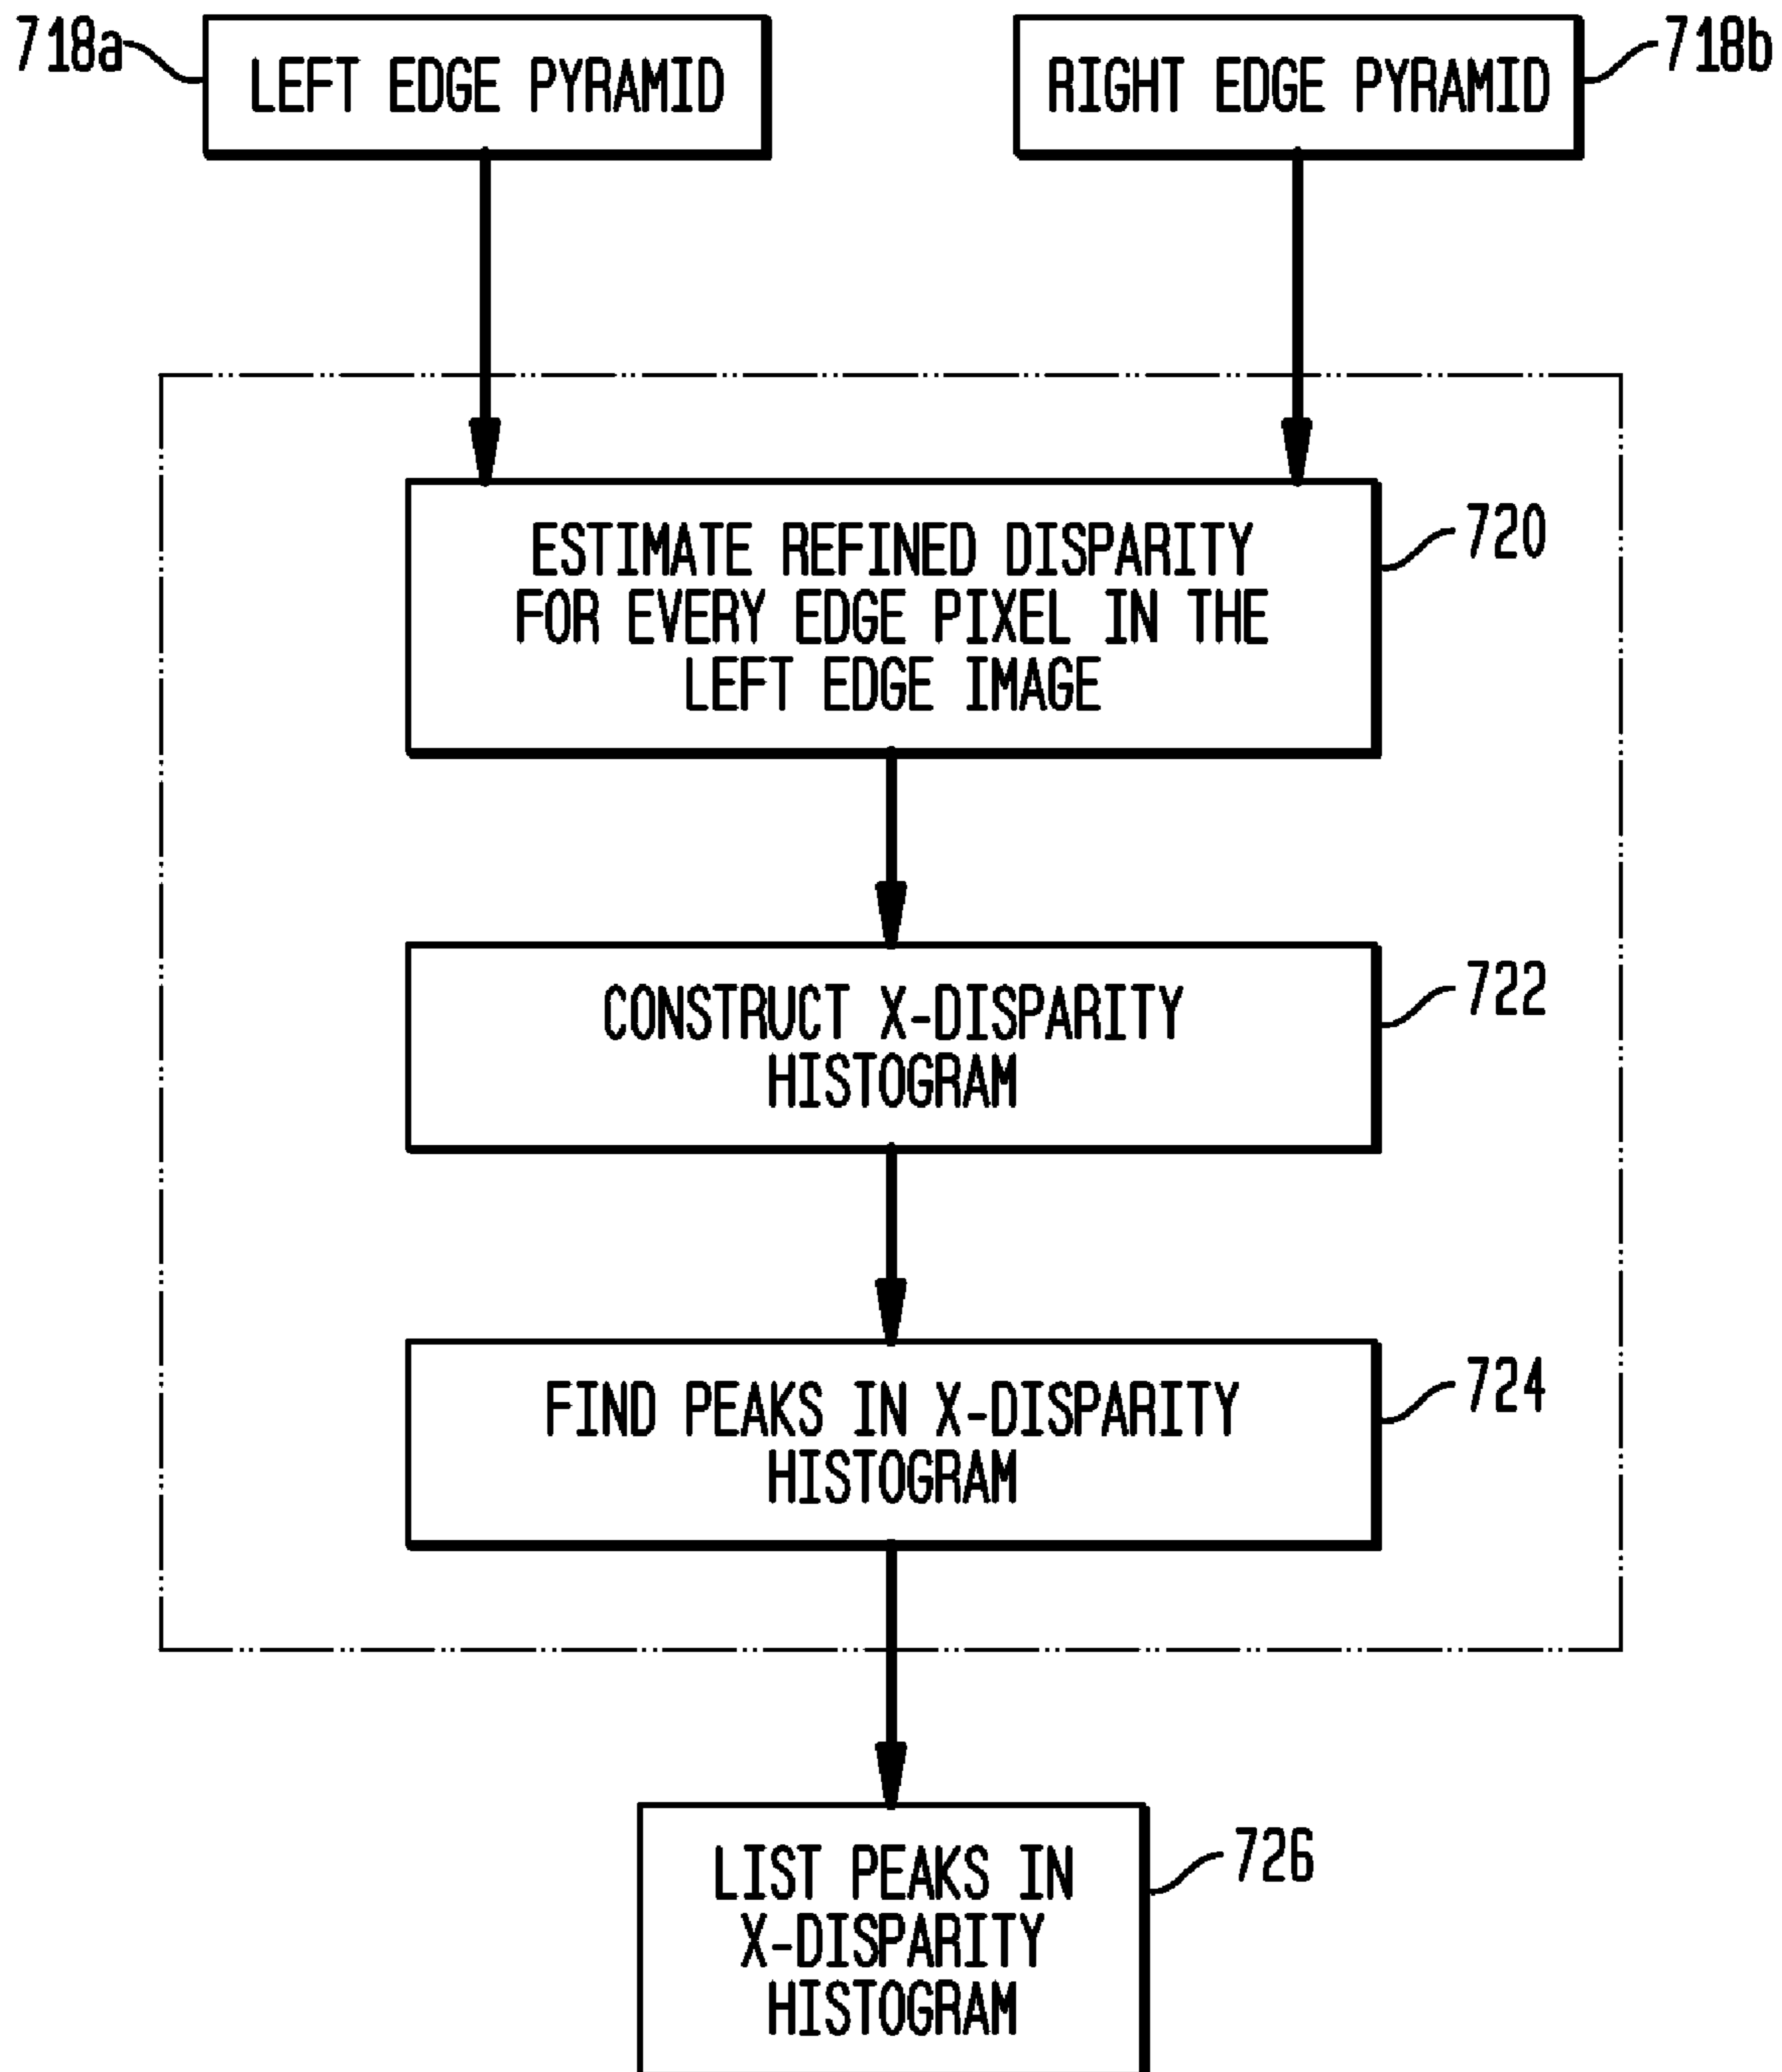 718a
LEFT EDGE PYRAMID
RIGHT EDGE PYRAMID
718b
ESTIMATE REFINED DISPARITY
FOR EVERY EDGE PIXEL IN THE
LEFT EDGE IMAGE
720
CONSTRUCT X-DISPARITY
HISTOGRAM
722
FIND PEAKS IN X-DISPARITY
HISTOGRAM
724
LIST PEAKS IN
X-DISPARITY
HISTOGRAM
726